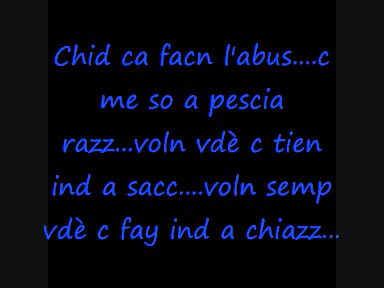 Chid ca facn l'abus....c
me so a pescia
razz...voln vdè c tien
ind a sacc....voln semp
vdè c fay ind a chiazz...